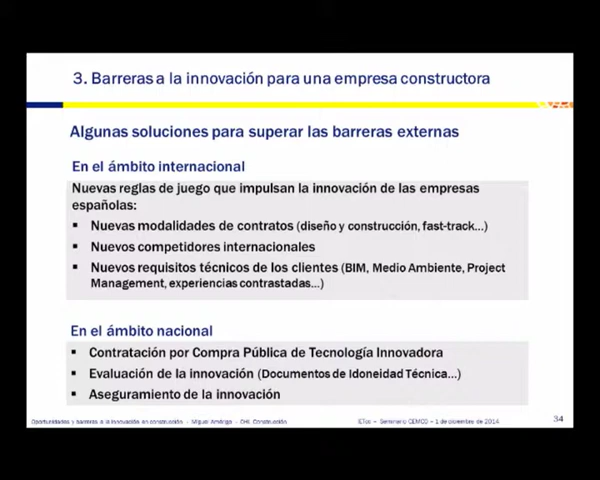 3. Barreras a la innovación para una empresa constructora
Algunas soluciones para superar las barreras externas
En el ámbito internacional
Nuevas reglas de juego que impulsan la innovación de las empresas
españolas:
▪ Nuevas modalidades de contratos (diseño y construcción, fast-track...)
▪ Nuevos competidores internacionales
▪ Nuevos requisitos técnicos de los clientes (BIM, Medio Ambiente, Project
Management, experiencias contrastadas...)
En el ámbito nacional
▪ Contratación por Compra Pública de Tecnología Innovadora
▪ Evaluación de la innovación (Documentos de Idoneidad Técnica...)
▪ Aseguramiento de la innovación
Oportunidades y barreras a la innovación en construcción - Miguel Amérigo - OHL Construcción
Seminario CEMCO - 1 de diciembre de 2014
34